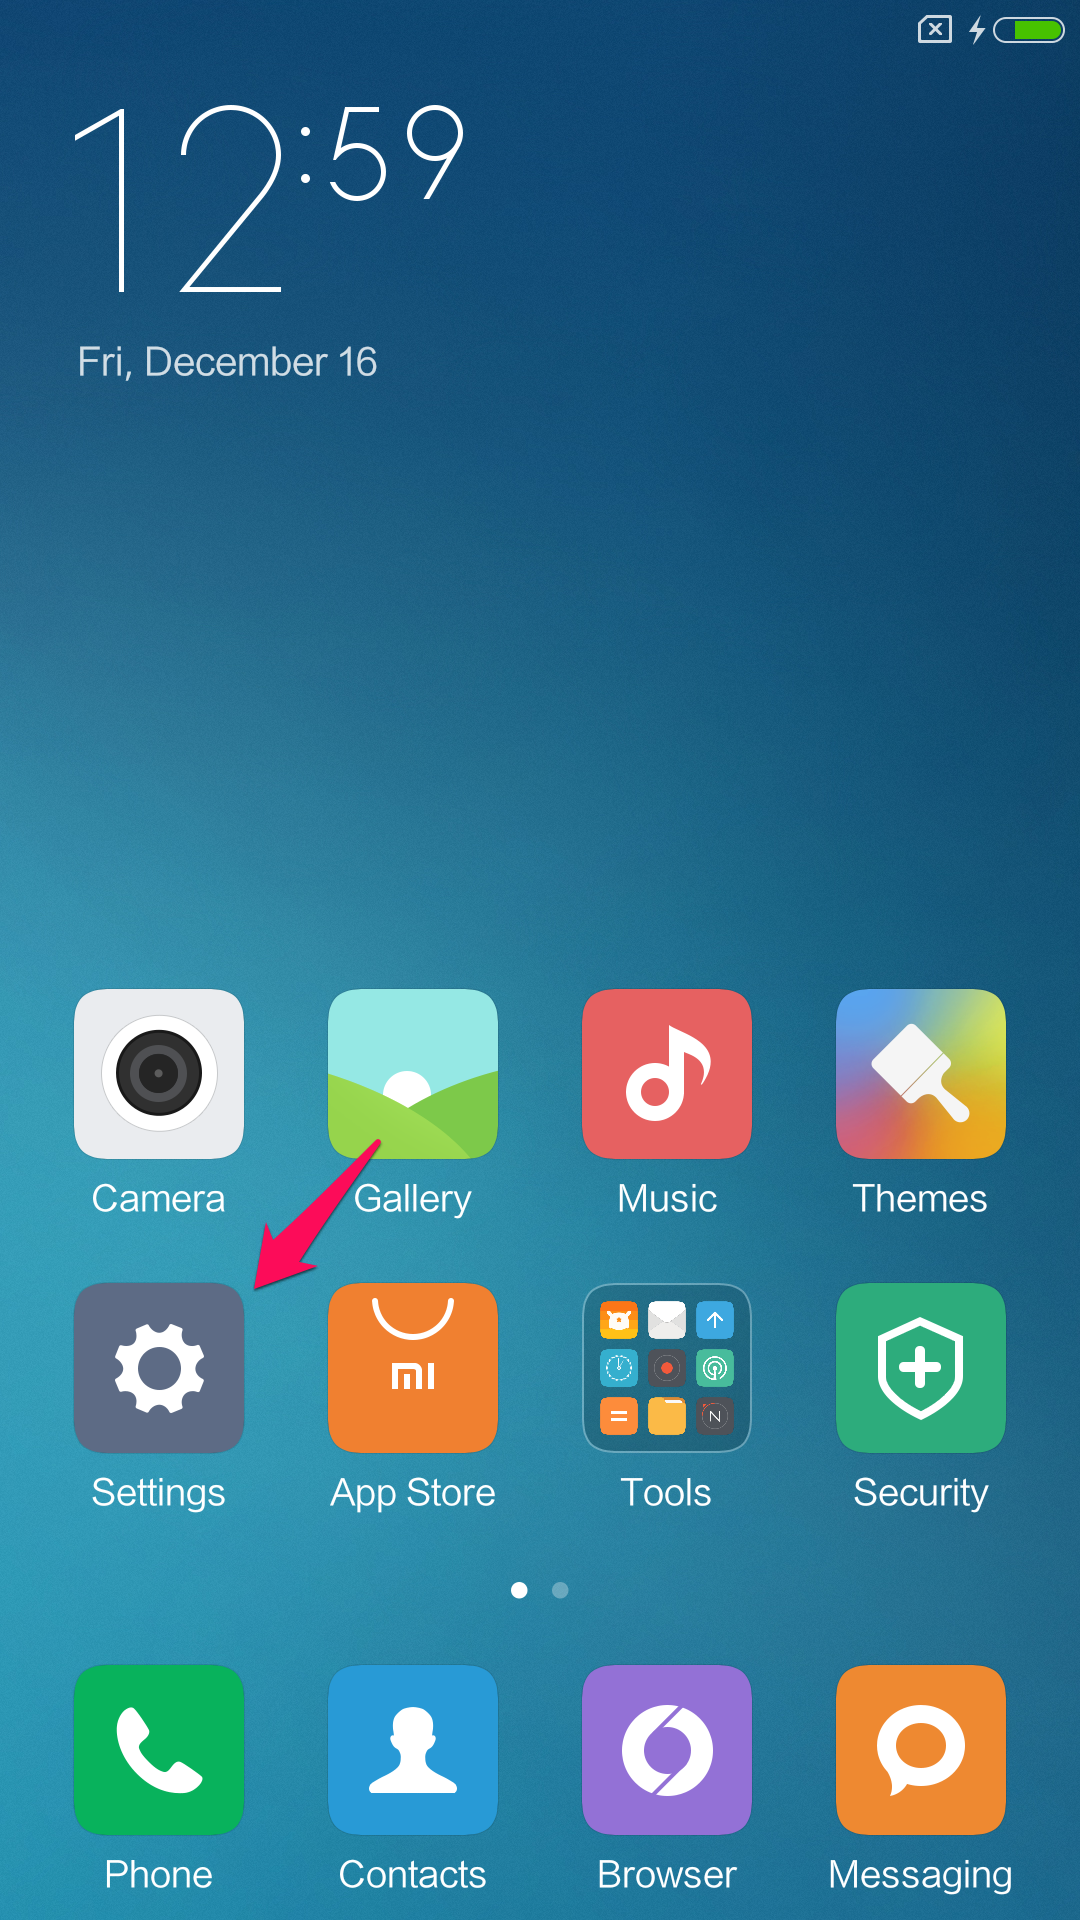 12:59
Fri, December 16
Camera Gallery Music Themes
mi
N
Settings App Store Tools Security
Phone Contacts Browser Messaging